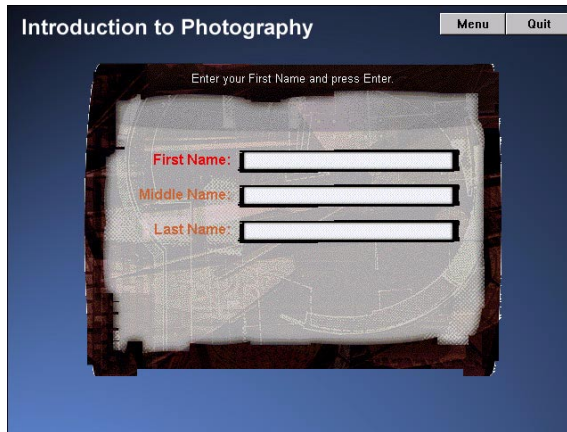 Introduction to Photography
Menu Quit
Enter your First Name and press Enter.
First Name:
Middle Name:
Last Name: